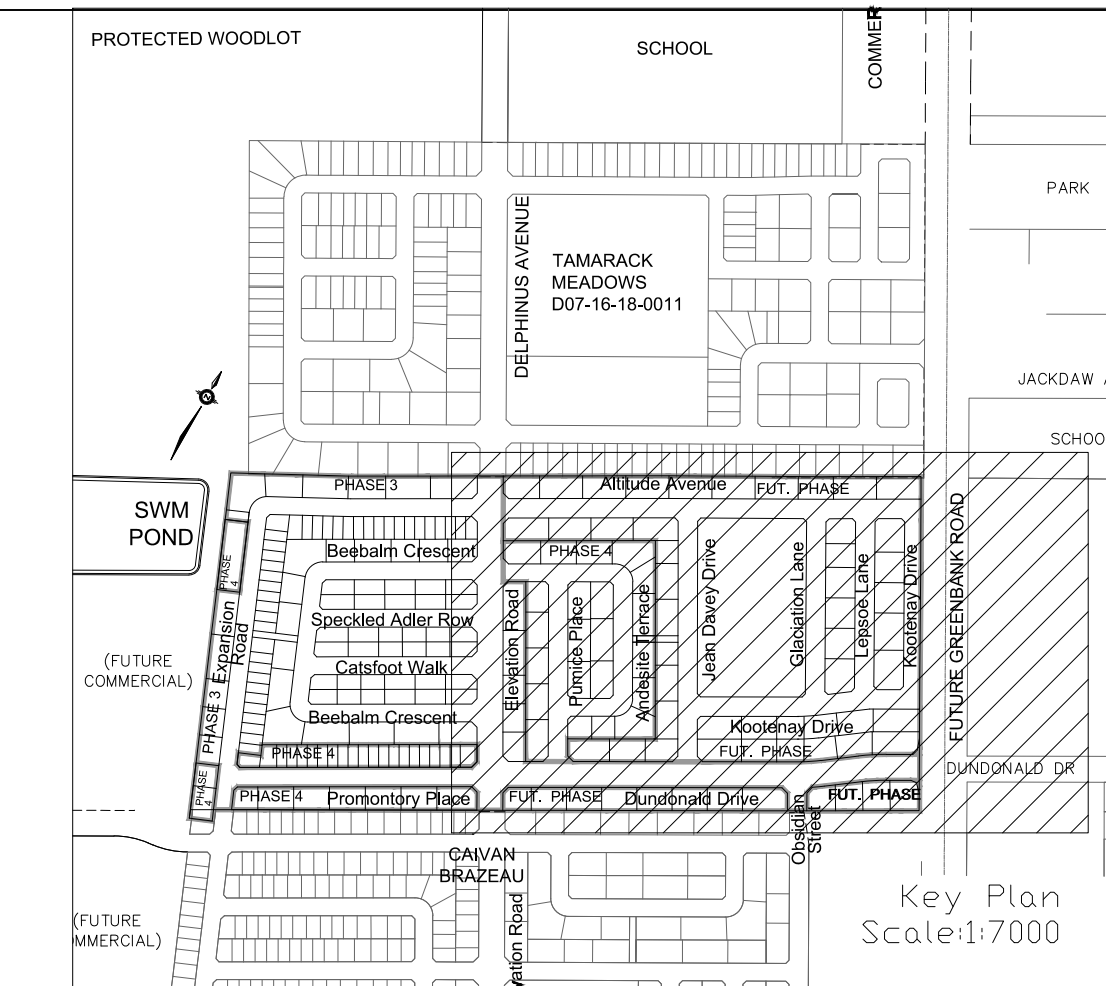 PROTECTED WOODLOT
SCHOOL
COMMER
PARK
DELPHINUS AVENUE
TAMARACK
MEADOWS
D07-16-18-0011
JACKDAW
SCHOO
N
SWM
POND
PHASE 3
Altitude Avenue
FUT. PHASE
FUTURE GREENBANK ROAD
Beebalm Crescent
PHASE 4
PHASE
4
Jean Davey Drive
Glaciation Lane
Lepsoe Lane
Kootenay Drive
Expansion
Road
Speckled Adler Row
Elevation Road
Pumice Place
Andesite Terrace
(FUTURE
COMMERCIAL)
Catsfoot Walk
PHASE 3
Beebalm Crescent
Kootenay Drive
PHASE 4
FUT. PHASE
DUNDONALD DR
PHASE
4
PHASE 4
Promontory Place
FUT. PHASE
Dundonald Drive
FUT. PHASE
Obsidian
Street
CAIVAN
BRAZEAU
(FUTURE
MMERCIAL)
vation Road
Key Plan
Scale:1:7000